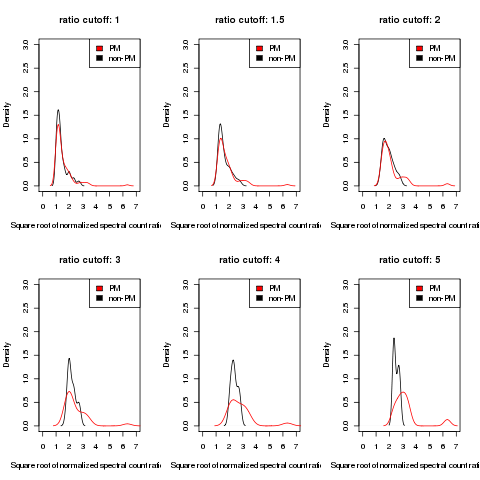 ratio cutoff: 1
PM
non-PM
Density
0.0 0.5 1.0 1.5 2.0 2.5 3.0
0 1 2 3 4 5 6 7
Square root of normalized spectral count ratio
ratio cutoff: 1.5
PM
non-PM
Density
0.0 0.5 1.0 1.5 2.0 2.5 3.0
0 1 2 3 4 5 6 7
Square root of normalized spectral count ratio
ratio cutoff: 2
PM
non-PM
Density
0.0 0.5 1.0 1.5 2.0 2.5 3.0
0 1 2 3 4 5 6 7
Square root of normalized spectral count ratio
ratio cutoff: 3
PM
non-PM
Density
0.0 0.5 1.0 1.5 2.0 2.5 3.0
0 1 2 3 4 5 6 7
Square root of normalized spectral count ratio
ratio cutoff: 4
PM
non-PM
Density
0.0 0.5 1.0 1.5 2.0 2.5 3.0
0 1 2 3 4 5 6 7
Square root of normalized spectral count ratio
ratio cutoff: 5
PM
non-PM
Density
0.0 0.5 1.0 1.5 2.0 2.5 3.0
0 1 2 3 4 5 6 7
Square root of normalized spectral count ratio